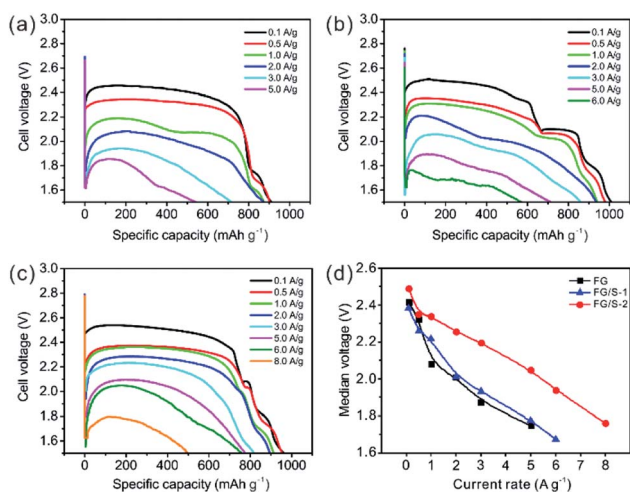 (a)
3.0
2.8
2.6
2.4
2.2
2.0
1.8
1.6
Cell voltage (V)
0.1 A/g
0.5 A/g
1.0 A/g
2.0 A/g
3.0 A/g
5.0 A/g
0 200 400 600 800 1000
Specific capacity (mAh g⁻¹)
(b)
3.0
2.8
2.6
2.4
2.2
2.0
1.8
1.6
Cell voltage (V)
0.1 A/g
0.5 A/g
1.0 A/g
2.0 A/g
3.0 A/g
5.0 A/g
6.0 A/g
0 200 400 600 800 1000
Specific capacity (mAh g⁻¹)
(c)
3.0
2.8
2.6
2.4
2.2
2.0
1.8
1.6
Cell voltage (V)
0.1 A/g
0.5 A/g
1.0 A/g
2.0 A/g
3.0 A/g
5.0 A/g
6.0 A/g
8.0 A/g
0 200 400 600 800 1000
Specific capacity (mAh g⁻¹)
(d)
2.6
2.4
2.2
2.0
1.8
1.6
Median voltage (V)
FG
FG/S-1
FG/S-2
0 1 2 3 4 5 6 7 8
Current rate (A g⁻¹)